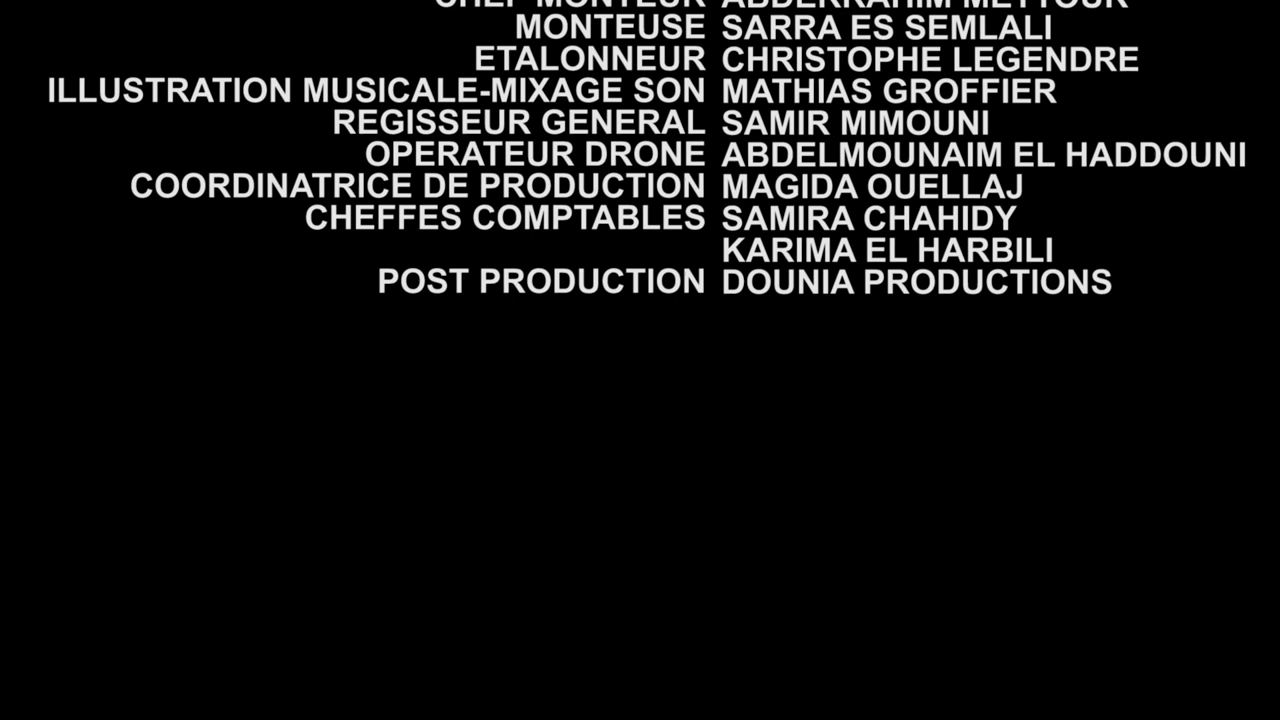 CHEF MONTEUR ABDERRAHIM METTOUR
MONTEUSE SARRA ES SEMLALI
ETALONNEUR CHRISTOPHE LEGENDRE
ILLUSTRATION MUSICALE-MIXAGE SON MATHIAS GROFFIER
REGISSEUR GENERAL SAMIR MIMOUNI
OPERATEUR DRONE ABDELMOUNAIM EL HADDOUNI
COORDINATRICE DE PRODUCTION MAGIDA OUELLAJ
CHEFFES COMPTABLES SAMIRA CHAHIDY
KARIMA EL HARBILI
POST PRODUCTION DOUNIA PRODUCTIONS